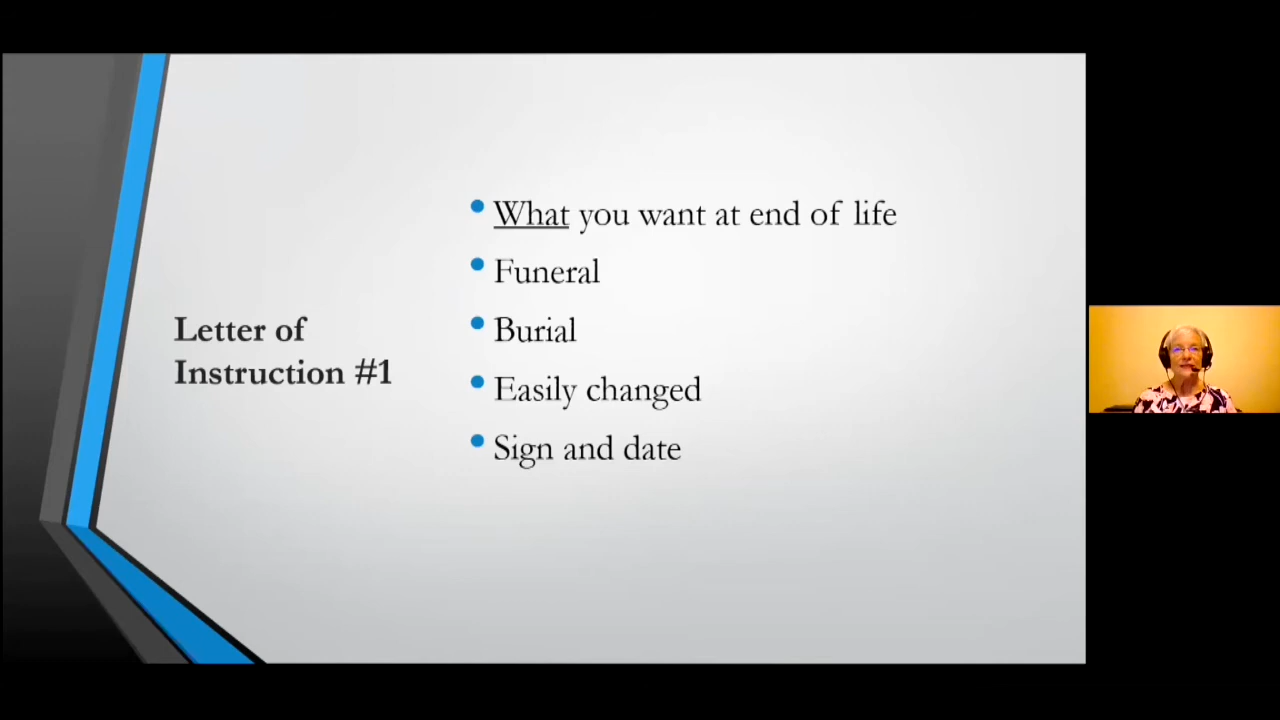 Letter of
Instruction #1
What you want at end of life
Funeral
Burial
Easily changed
Sign and date